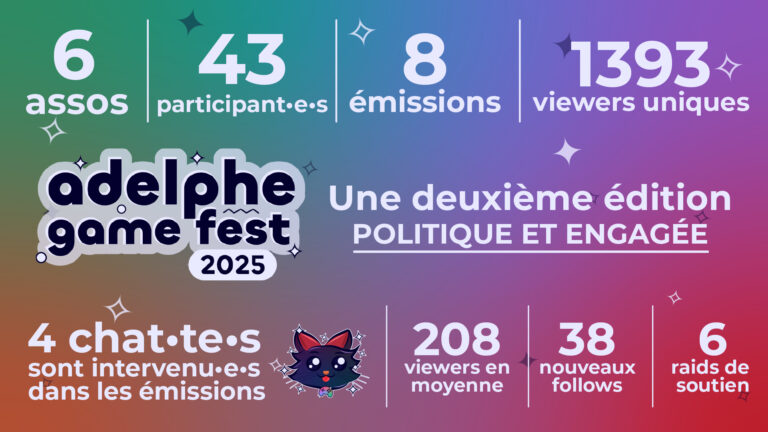 6
assos
43
participant•e•s
8
émissions
1393
viewers uniques
adelphe
game fest
2025
Une deuxième édition
POLITIQUE ET ENGAGÉE
4 chat•te•s
sont intervenu•e•s
dans les émissions
208
viewers en
moyenne
38
nouveaux
follows
6
raids de
soutien